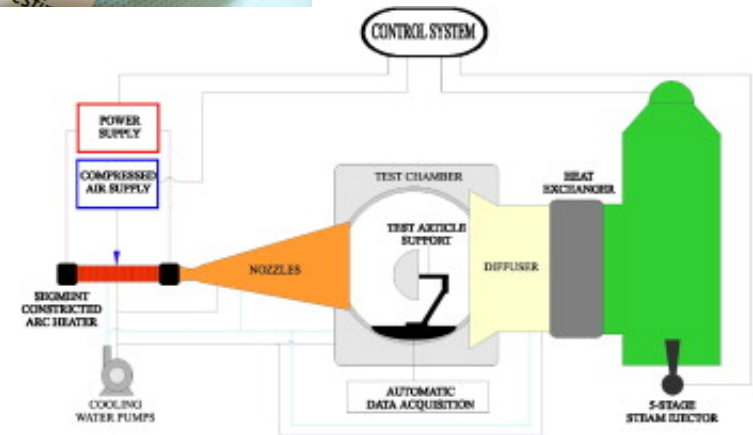 CONTROL SYSTEM
POWER
SUPPLY
COMPRESSED
AIR SUPPLY
TEST CHAMBER
HEAT
EXCHANGER
TEST ARTICLE
SUPPORT
NOZZLES
DIFFUSER
SEGMENT
CONSTRICTED
ARC HEATER
COOLING
WATER PUMPS
AUTOMATIC
DATA ACQUISITION
5-STAGE
STEAM EJECTOR